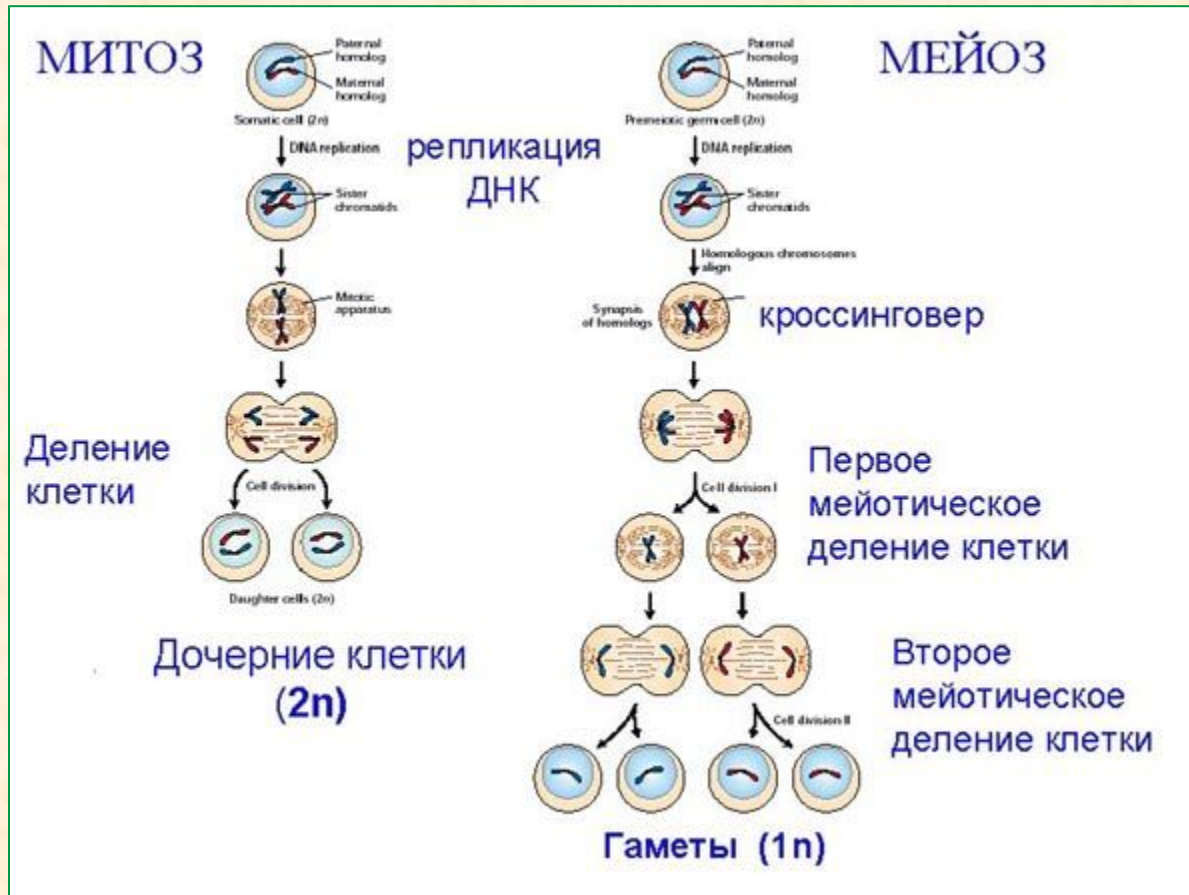 МИТОЗ
Paternal
homolog
Maternal
homolog
Somatic cell (2n)
DNA replication
Sister
chromatids
Mitotic
apparatus
Деление
клетки
Cell division
Daughter cells (2n)
Дочерние клетки
(2n)
репликация
ДНК
МЕЙОЗ
Paternal
homolog
Maternal
homolog
Premeiotic germ cell (2n)
DNA replication
Sister
chromatids
Homologous chromosomes
align
Synapsis
of homologs
кроссинговер
Cell division I
Первое
мейотическое
деление клетки
Второе
мейотическое
деление клетки
Cell division II
Гаметы (1n)